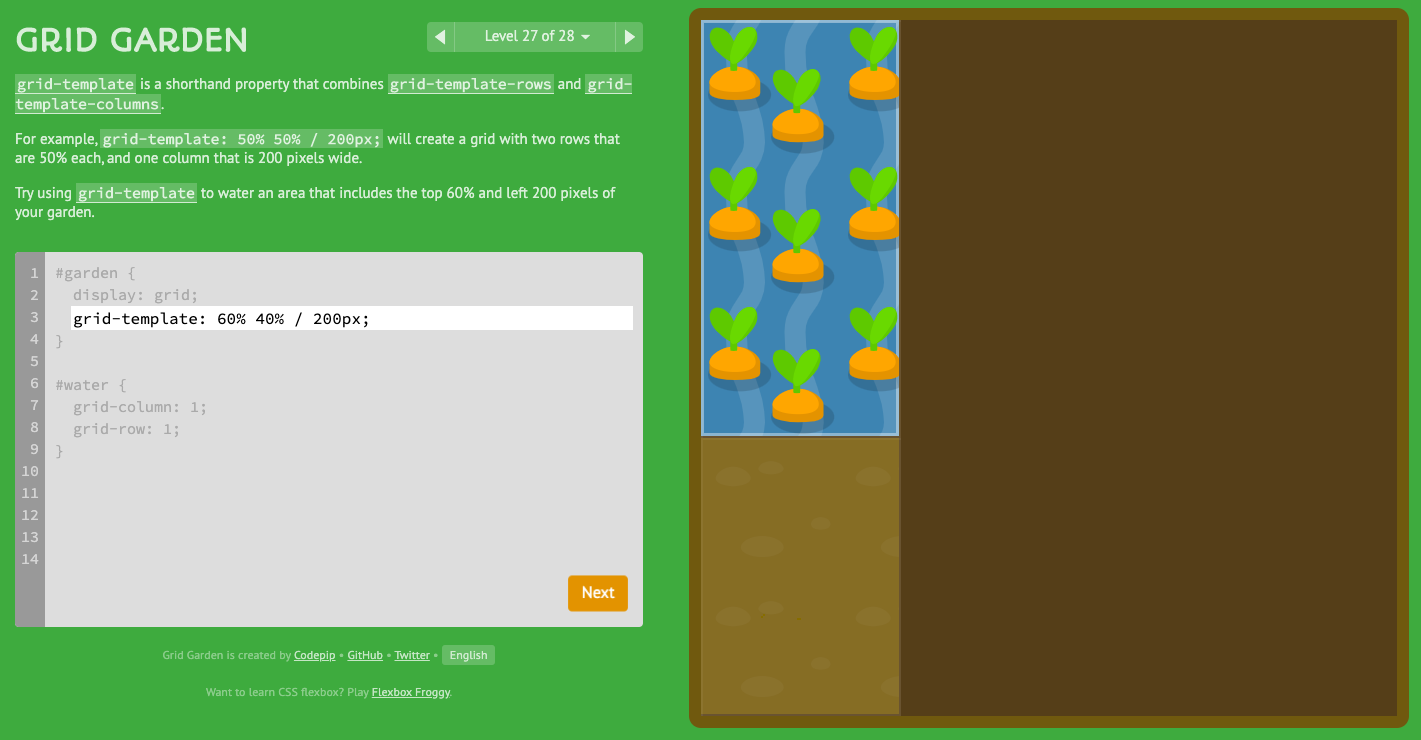 GRID GARDEN
Level 27 of 28
grid-template is a shorthand property that combines grid-template-rows and grid-
template-columns.
For example, grid-template: 50% 50% / 200px; will create a grid with two rows that
are 50% each, and one column that is 200 pixels wide.
Try using grid-template to water an area that includes the top 60% and left 200 pixels of
your garden.
1 #garden {
2 display: grid;
3 grid-template: 60% 40% / 200px;
4 }
5
6 #water {
7 grid-column: 1;
8 grid-row: 1;
9 }
10
11
12
13
14
Next
Grid Garden is created by Codepip • GitHub • Twitter • English
Want to learn CSS flexbox? Play Flexbox Froggy.